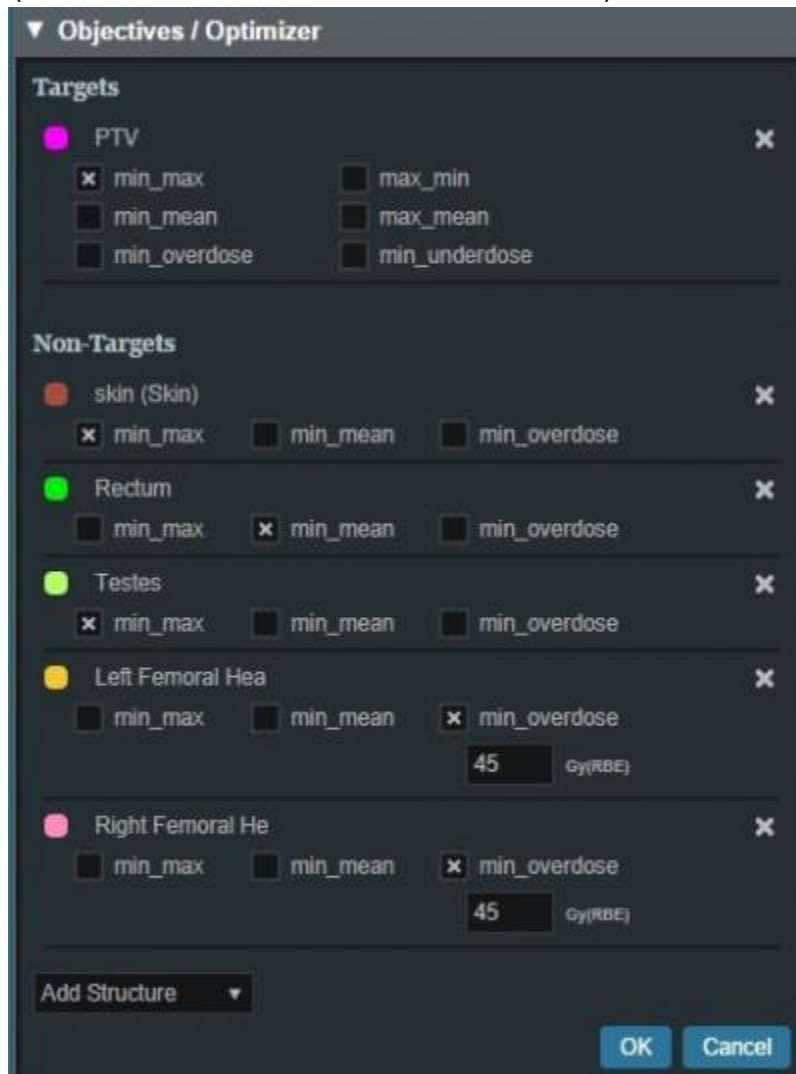 ▼ Objectives / Optimizer
Targets
PTV
min_max max_min
min_mean max_mean
min_overdose min_underdose
Non-Targets
skin (Skin)
min_max min_mean min_overdose
Rectum
min_max min_mean min_overdose
Testes
min_max min_mean min_overdose
Left Femoral Hea
min_max min_mean min_overdose
45 Gy(RBE)
Right Femoral He
min_max min_mean min_overdose
45 Gy(RBE)
Add Structure ▼
OK Cancel